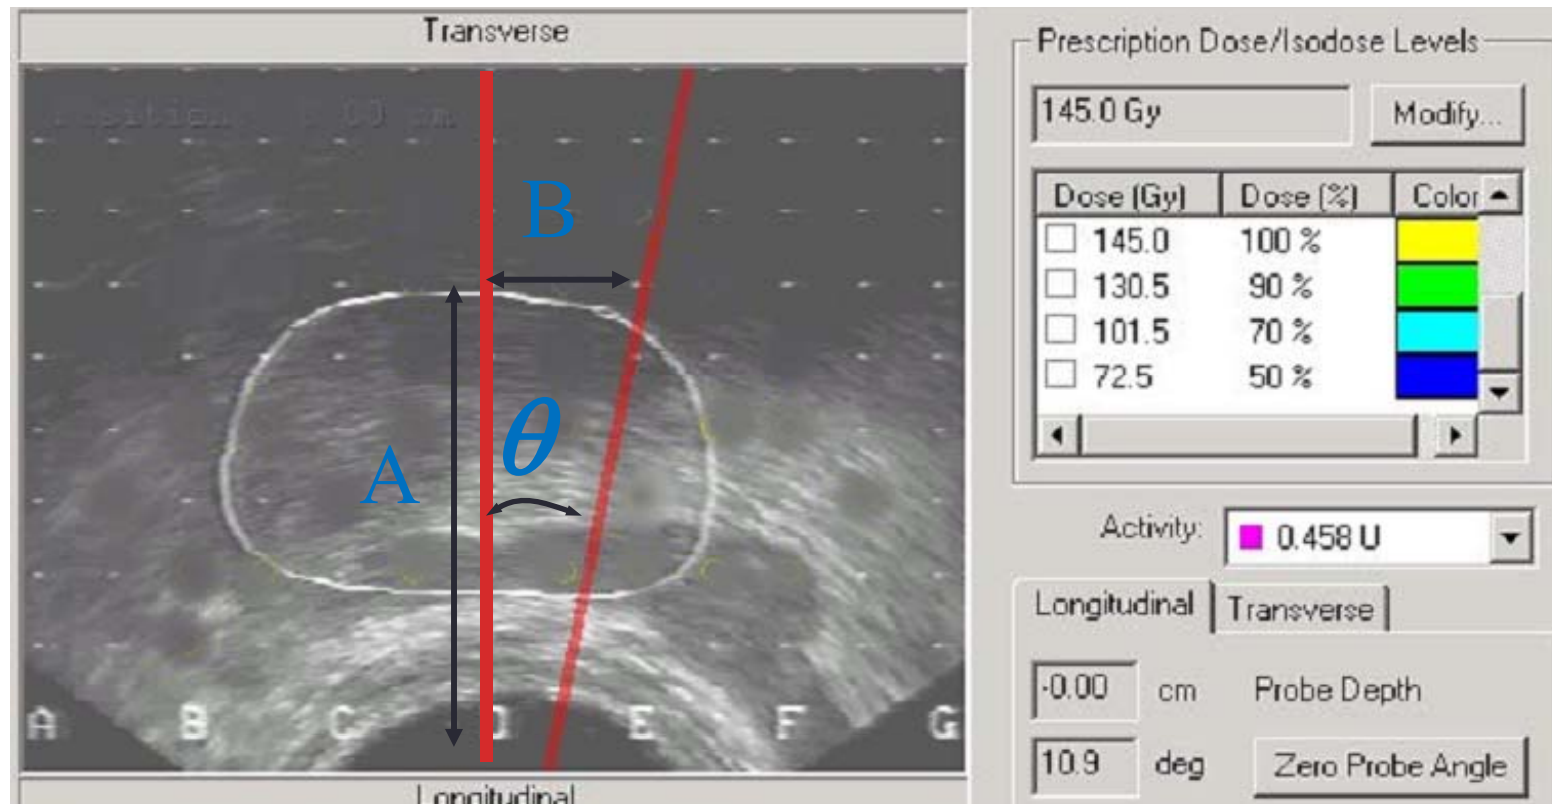 Transverse
B
A
θ
A B C D E F G
Longitudinal
Prescription Dose/Isodose Levels
145.0 Gy
Modify...
Dose (Gy) Dose (%) Color
145.0 100 %
130.5 90 %
101.5 70 %
72.5 50 %
Activity: 0.458 U
Longitudinal Transverse
-0.00 cm Probe Depth
10.9 deg Zero Probe Angle